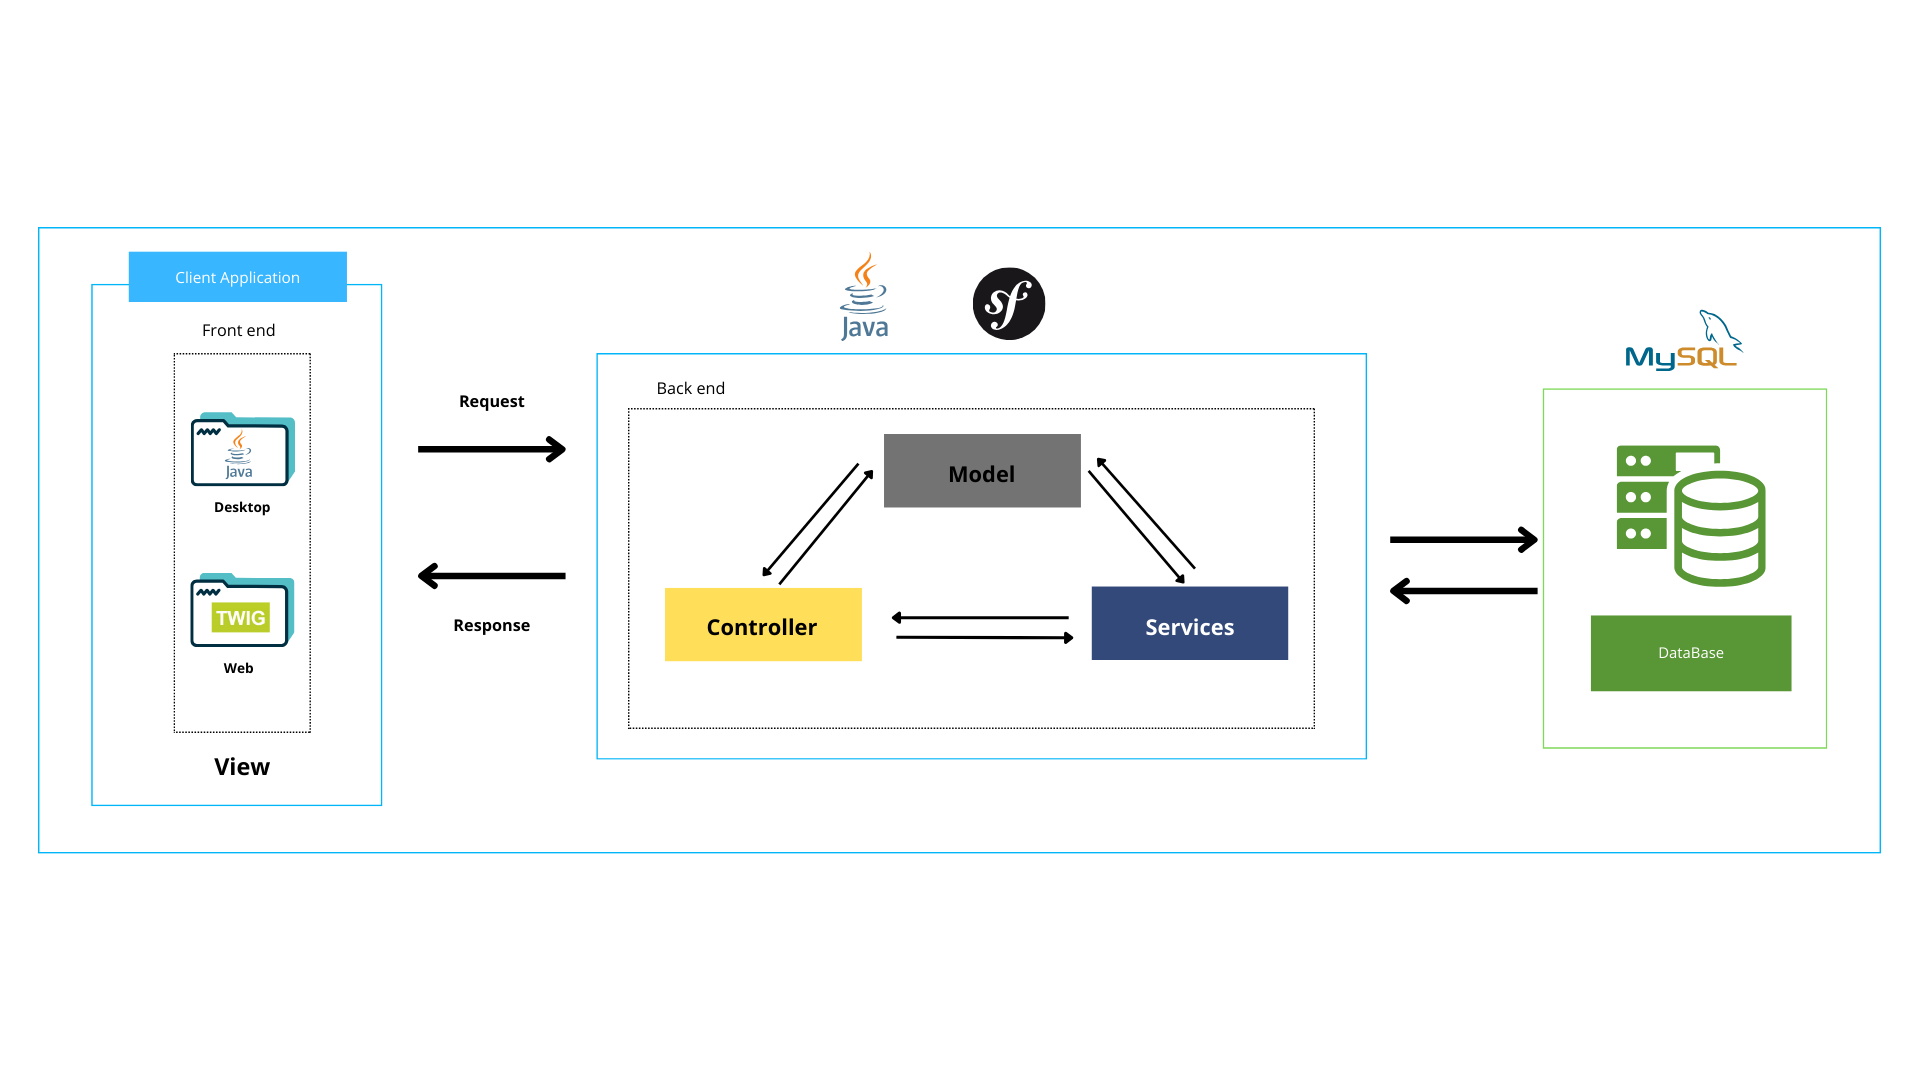 Client Application
Front end
Java
Desktop
TWIG
Web
View
Request
Response
Java
sf
Back end
Model
Controller
Services
MySQL
DataBase